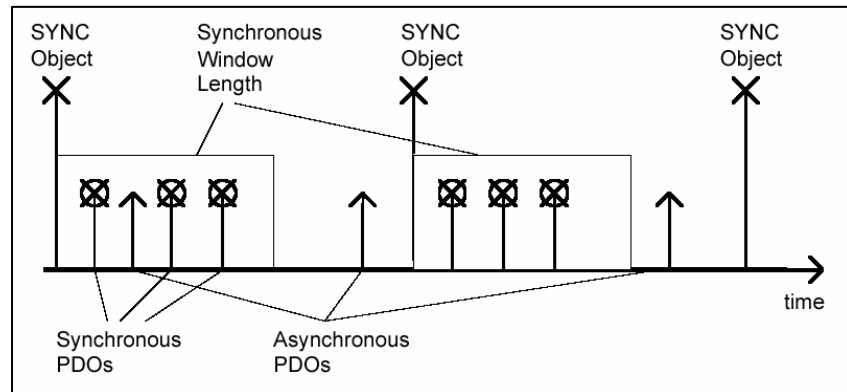 SYNC
Object
Synchronous
Window
Length
SYNC
Object
SYNC
Object
time
Synchronous
PDOs
Asynchronous
PDOs